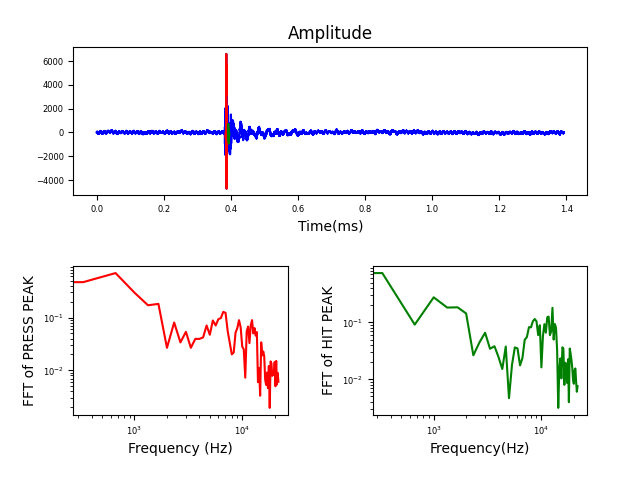 Amplitude
6000
4000
2000
0
−2000
−4000
0.0 0.2 0.4 0.6 0.8 1.0 1.2 1.4
Time(ms)
FFT of PRESS PEAK
10⁻¹
10⁻²
10³ 10⁴
Frequency (Hz)
FFT of HIT PEAK
10⁻¹
10⁻²
10³ 10⁴
Frequency(Hz)